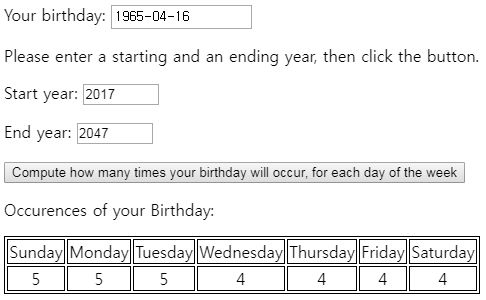 Your birthday: 1965-04-16
Please enter a starting and an ending year, then click the button.
Start year: 2017
End year: 2047
Compute how many times your birthday will occur, for each day of the week
Occurences of your Birthday:
Sunday Monday Tuesday Wednesday Thursday Friday Saturday
5 5 5 4 4 4 4